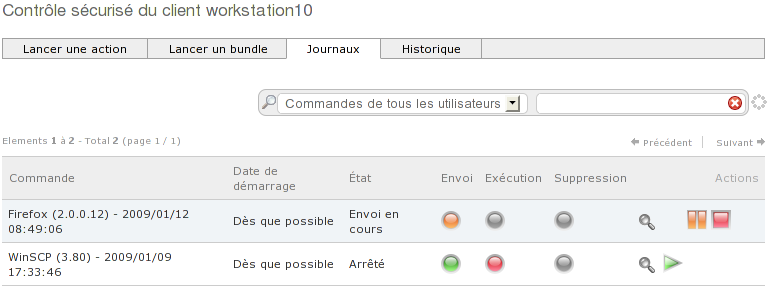 Contrôle sécurisé du client workstation10
Lancer une action Lancer un bundle Journaux Historique
Commandes de tous les utilisateurs
Elements 1 à 2 - Total 2 (page 1 / 1) Précédent | Suivant
Commande Date de démarrage État Envoi Exécution Suppression Actions
Firefox (2.0.0.12) - 2009/01/12 08:49:06 Dès que possible Envoi en cours
WinSCP (3.80) - 2009/01/09 17:33:46 Dès que possible Arrêté